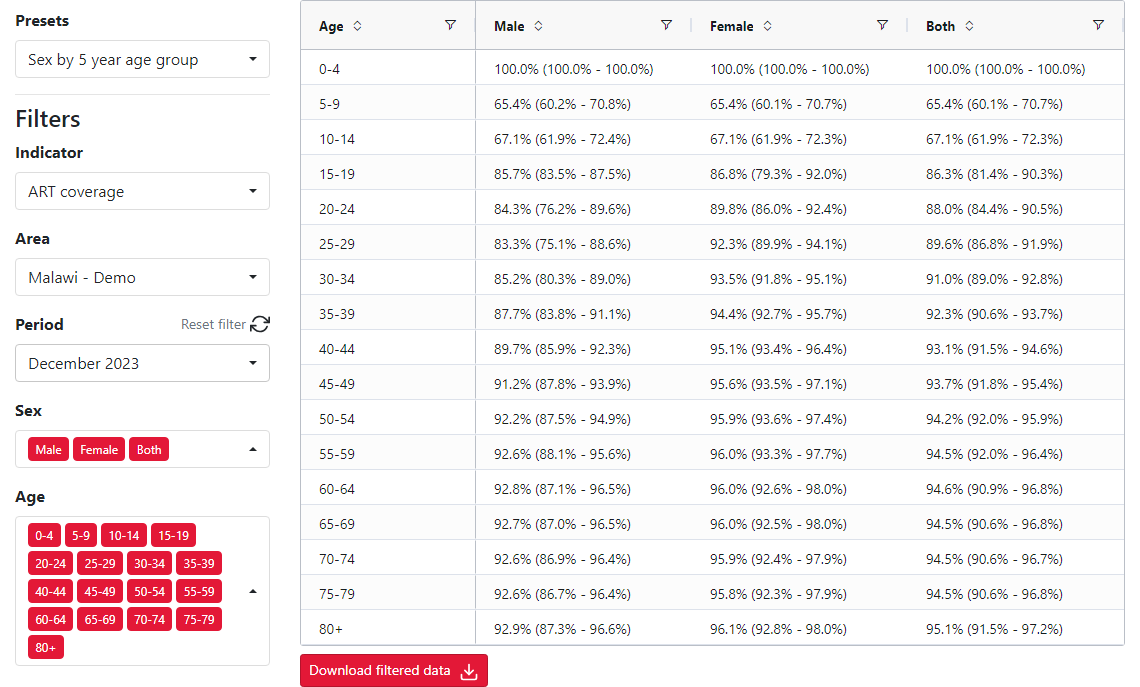 Presets
Sex by 5 year age group
Filters
Indicator
ART coverage
Area
Malawi - Demo
Period Reset filter
December 2023
Sex
Male Female Both
Age
0-4 5-9 10-14 15-19
20-24 25-29 30-34 35-39
40-44 45-49 50-54 55-59
60-64 65-69 70-74 75-79
80+
Age Male Female Both
0-4 100.0% (100.0% - 100.0%) 100.0% (100.0% - 100.0%) 100.0% (100.0% - 100.0%)
5-9 65.4% (60.2% - 70.8%) 65.4% (60.1% - 70.7%) 65.4% (60.1% - 70.7%)
10-14 67.1% (61.9% - 72.4%) 67.1% (61.9% - 72.3%) 67.1% (61.9% - 72.3%)
15-19 85.7% (83.5% - 87.5%) 86.8% (79.3% - 92.0%) 86.3% (81.4% - 90.3%)
20-24 84.3% (76.2% - 89.6%) 89.8% (86.0% - 92.4%) 88.0% (84.4% - 90.5%)
25-29 83.3% (75.1% - 88.6%) 92.3% (89.9% - 94.1%) 89.6% (86.8% - 91.9%)
30-34 85.2% (80.3% - 89.0%) 93.5% (91.8% - 95.1%) 91.0% (89.0% - 92.8%)
35-39 87.7% (83.8% - 91.1%) 94.4% (92.7% - 95.7%) 92.3% (90.6% - 93.7%)
40-44 89.7% (85.9% - 92.3%) 95.1% (93.4% - 96.4%) 93.1% (91.5% - 94.6%)
45-49 91.2% (87.8% - 93.9%) 95.6% (93.5% - 97.1%) 93.7% (91.8% - 95.4%)
50-54 92.2% (87.5% - 94.9%) 95.9% (93.6% - 97.4%) 94.2% (92.0% - 95.9%)
55-59 92.6% (88.1% - 95.6%) 96.0% (93.3% - 97.7%) 94.5% (92.0% - 96.4%)
60-64 92.8% (87.1% - 96.5%) 96.0% (92.6% - 98.0%) 94.6% (90.9% - 96.8%)
65-69 92.7% (87.0% - 96.5%) 96.0% (92.5% - 98.0%) 94.5% (90.6% - 96.8%)
70-74 92.6% (86.9% - 96.4%) 95.9% (92.4% - 97.9%) 94.5% (90.6% - 96.7%)
75-79 92.6% (86.7% - 96.4%) 95.8% (92.3% - 97.9%) 94.5% (90.6% - 96.8%)
80+ 92.9% (87.3% - 96.6%) 96.1% (92.8% - 98.0%) 95.1% (91.5% - 97.2%)
Download filtered data